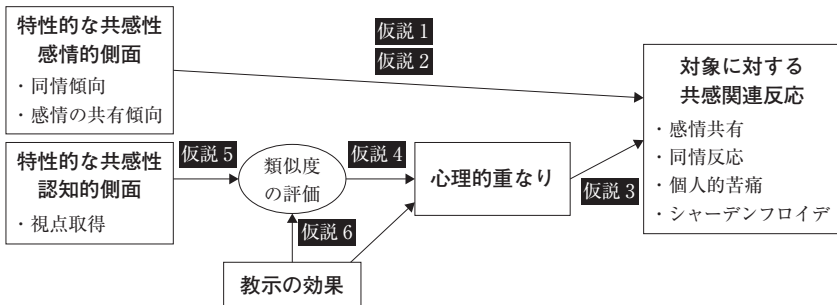 特性的な共感性
感情的側面
・同情傾向
・感情の共有傾向
仮説1
仮説2
対象に対する
共感関連反応
・感情共有
・同情反応
・個人的苦痛
・シャーデンフロイデ
特性的な共感性
認知的側面
・視点取得
仮説5
類似度
の評価
仮説4
心理的重なり
仮説3
仮説6
教示の効果